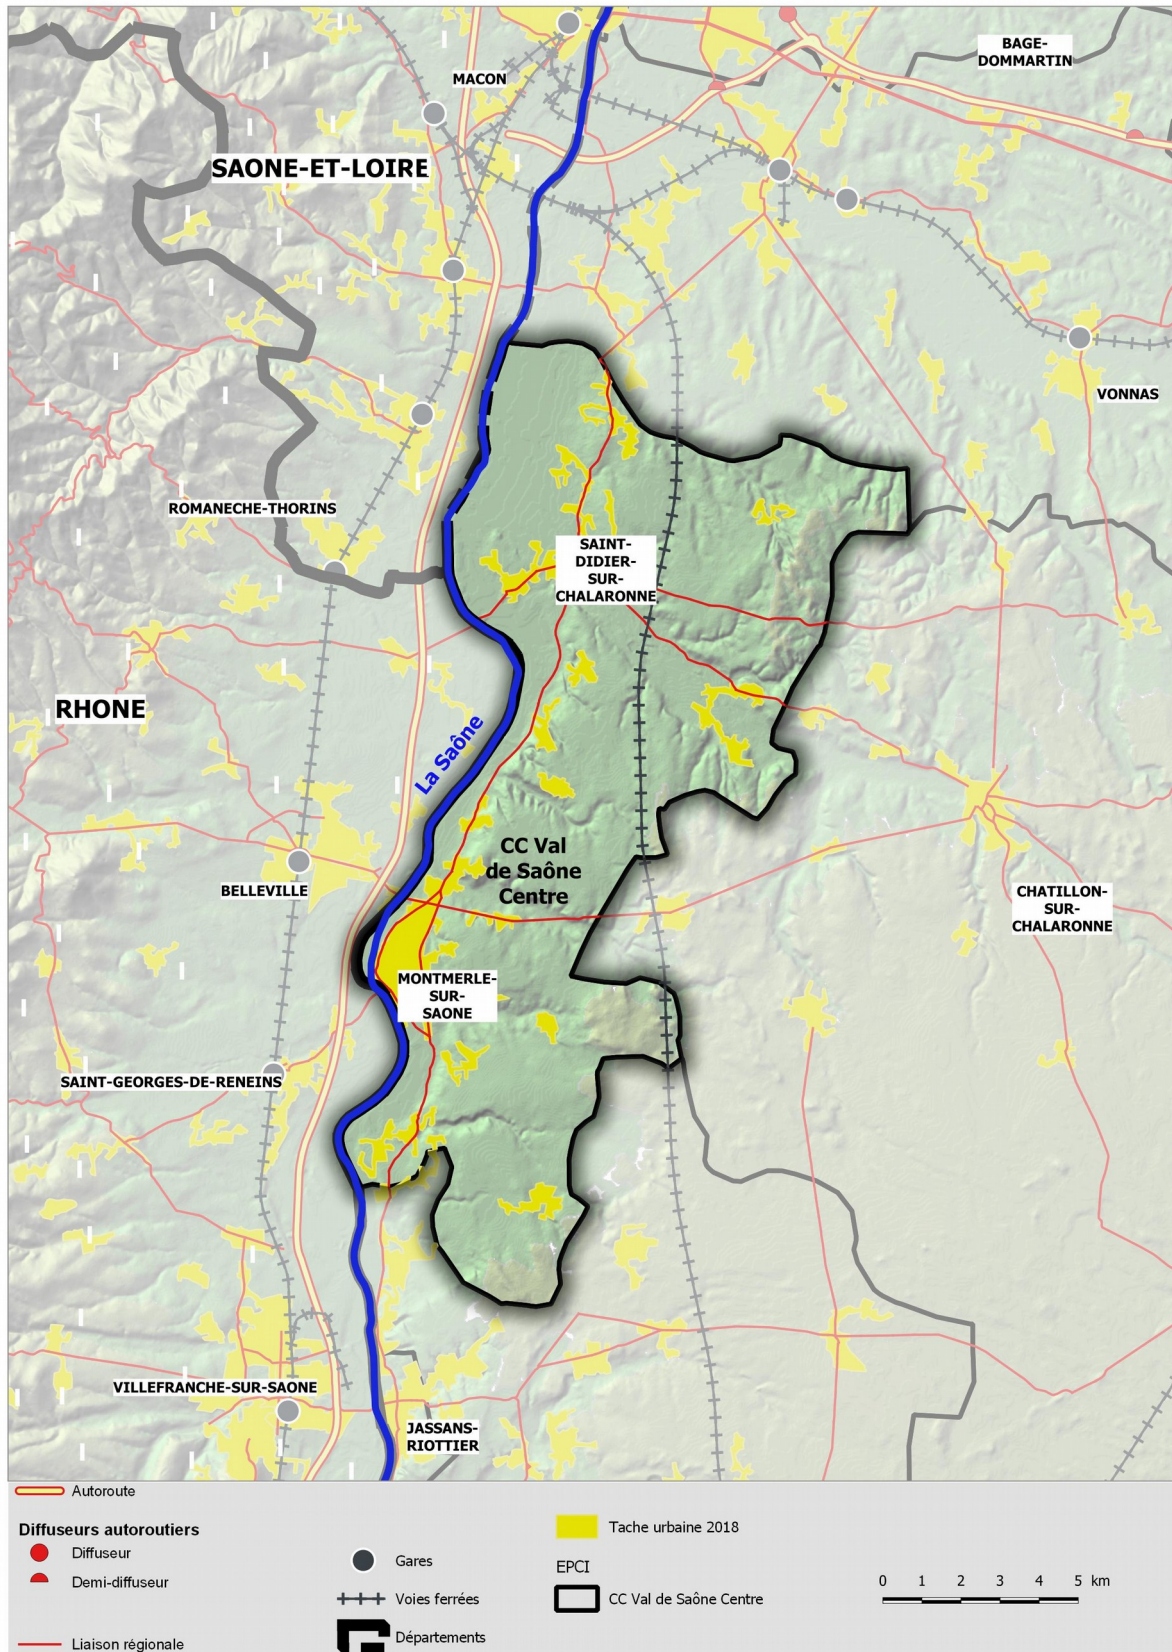 BAGE-
DOMMARTIN
MACON
SAONE-ET-LOIRE
VONNAS
ROMANECHE-THORINS
SAINT-
DIDIER-
SUR-
CHALARONNE
RHONE
La Saône
CC Val
de Saône
Centre
BELLEVILLE
CHATILLON-
SUR-
CHALARONNE
MONTMERLE-
SUR-
SAONE
SAINT-GEORGES-DE-RENEINS
VILLEFRANCHE-SUR-SAONE
JASSANS-
RIOTTIER
Autoroute
Diffuseurs autoroutiers
Diffuseur
Demi-diffuseur
Liaison régionale
Gares
Voies ferrées
Départements
Tache urbaine 2018
EPCI
CC Val de Saône Centre
0 1 2 3 4 5 km